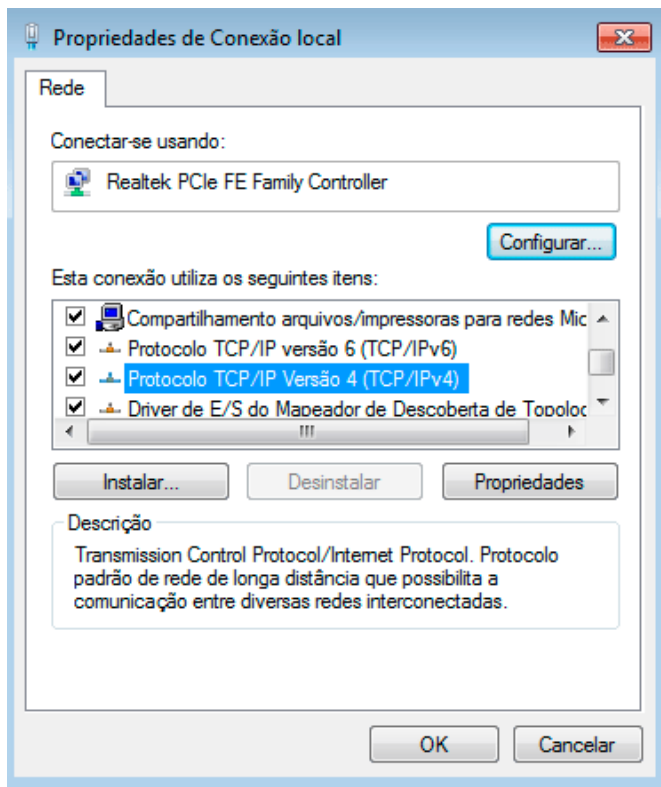 Propriedades de Conexão local
Rede
Conectar-se usando:
Realtek PCIe FE Family Controller
Configurar...
Esta conexão utiliza os seguintes itens:
Compartilhamento arquivos/impressoras para redes Mic
Protocolo TCP/IP versão 6 (TCP/IPv6)
Protocolo TCP/IP Versão 4 (TCP/IPv4)
Driver de E/S do Mapeador de Descoberta de Topoloc
Instalar... Desinstalar Propriedades
Descrição
Transmission Control Protocol/Internet Protocol. Protocolo
padrão de rede de longa distância que possibilita a
comunicação entre diversas redes interconectadas.
OK Cancelar